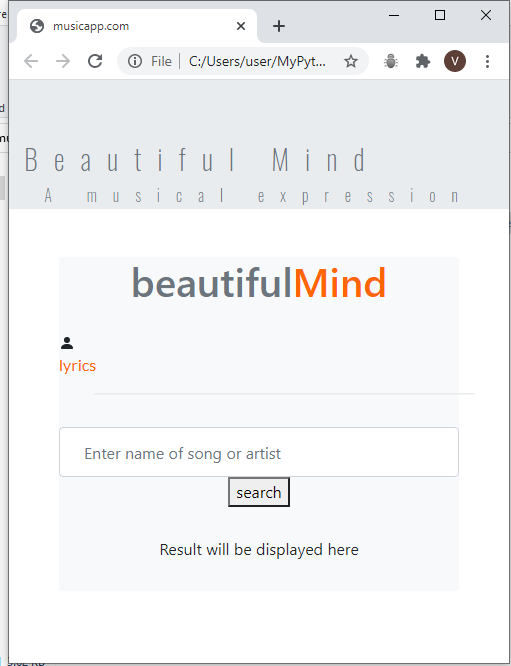 musicapp.com
File
C:/Users/user/MyPyt...
V
Beautiful Mind
A musical expression
beautifulMind
lyrics
Enter name of song or artist
search
Result will be displayed here